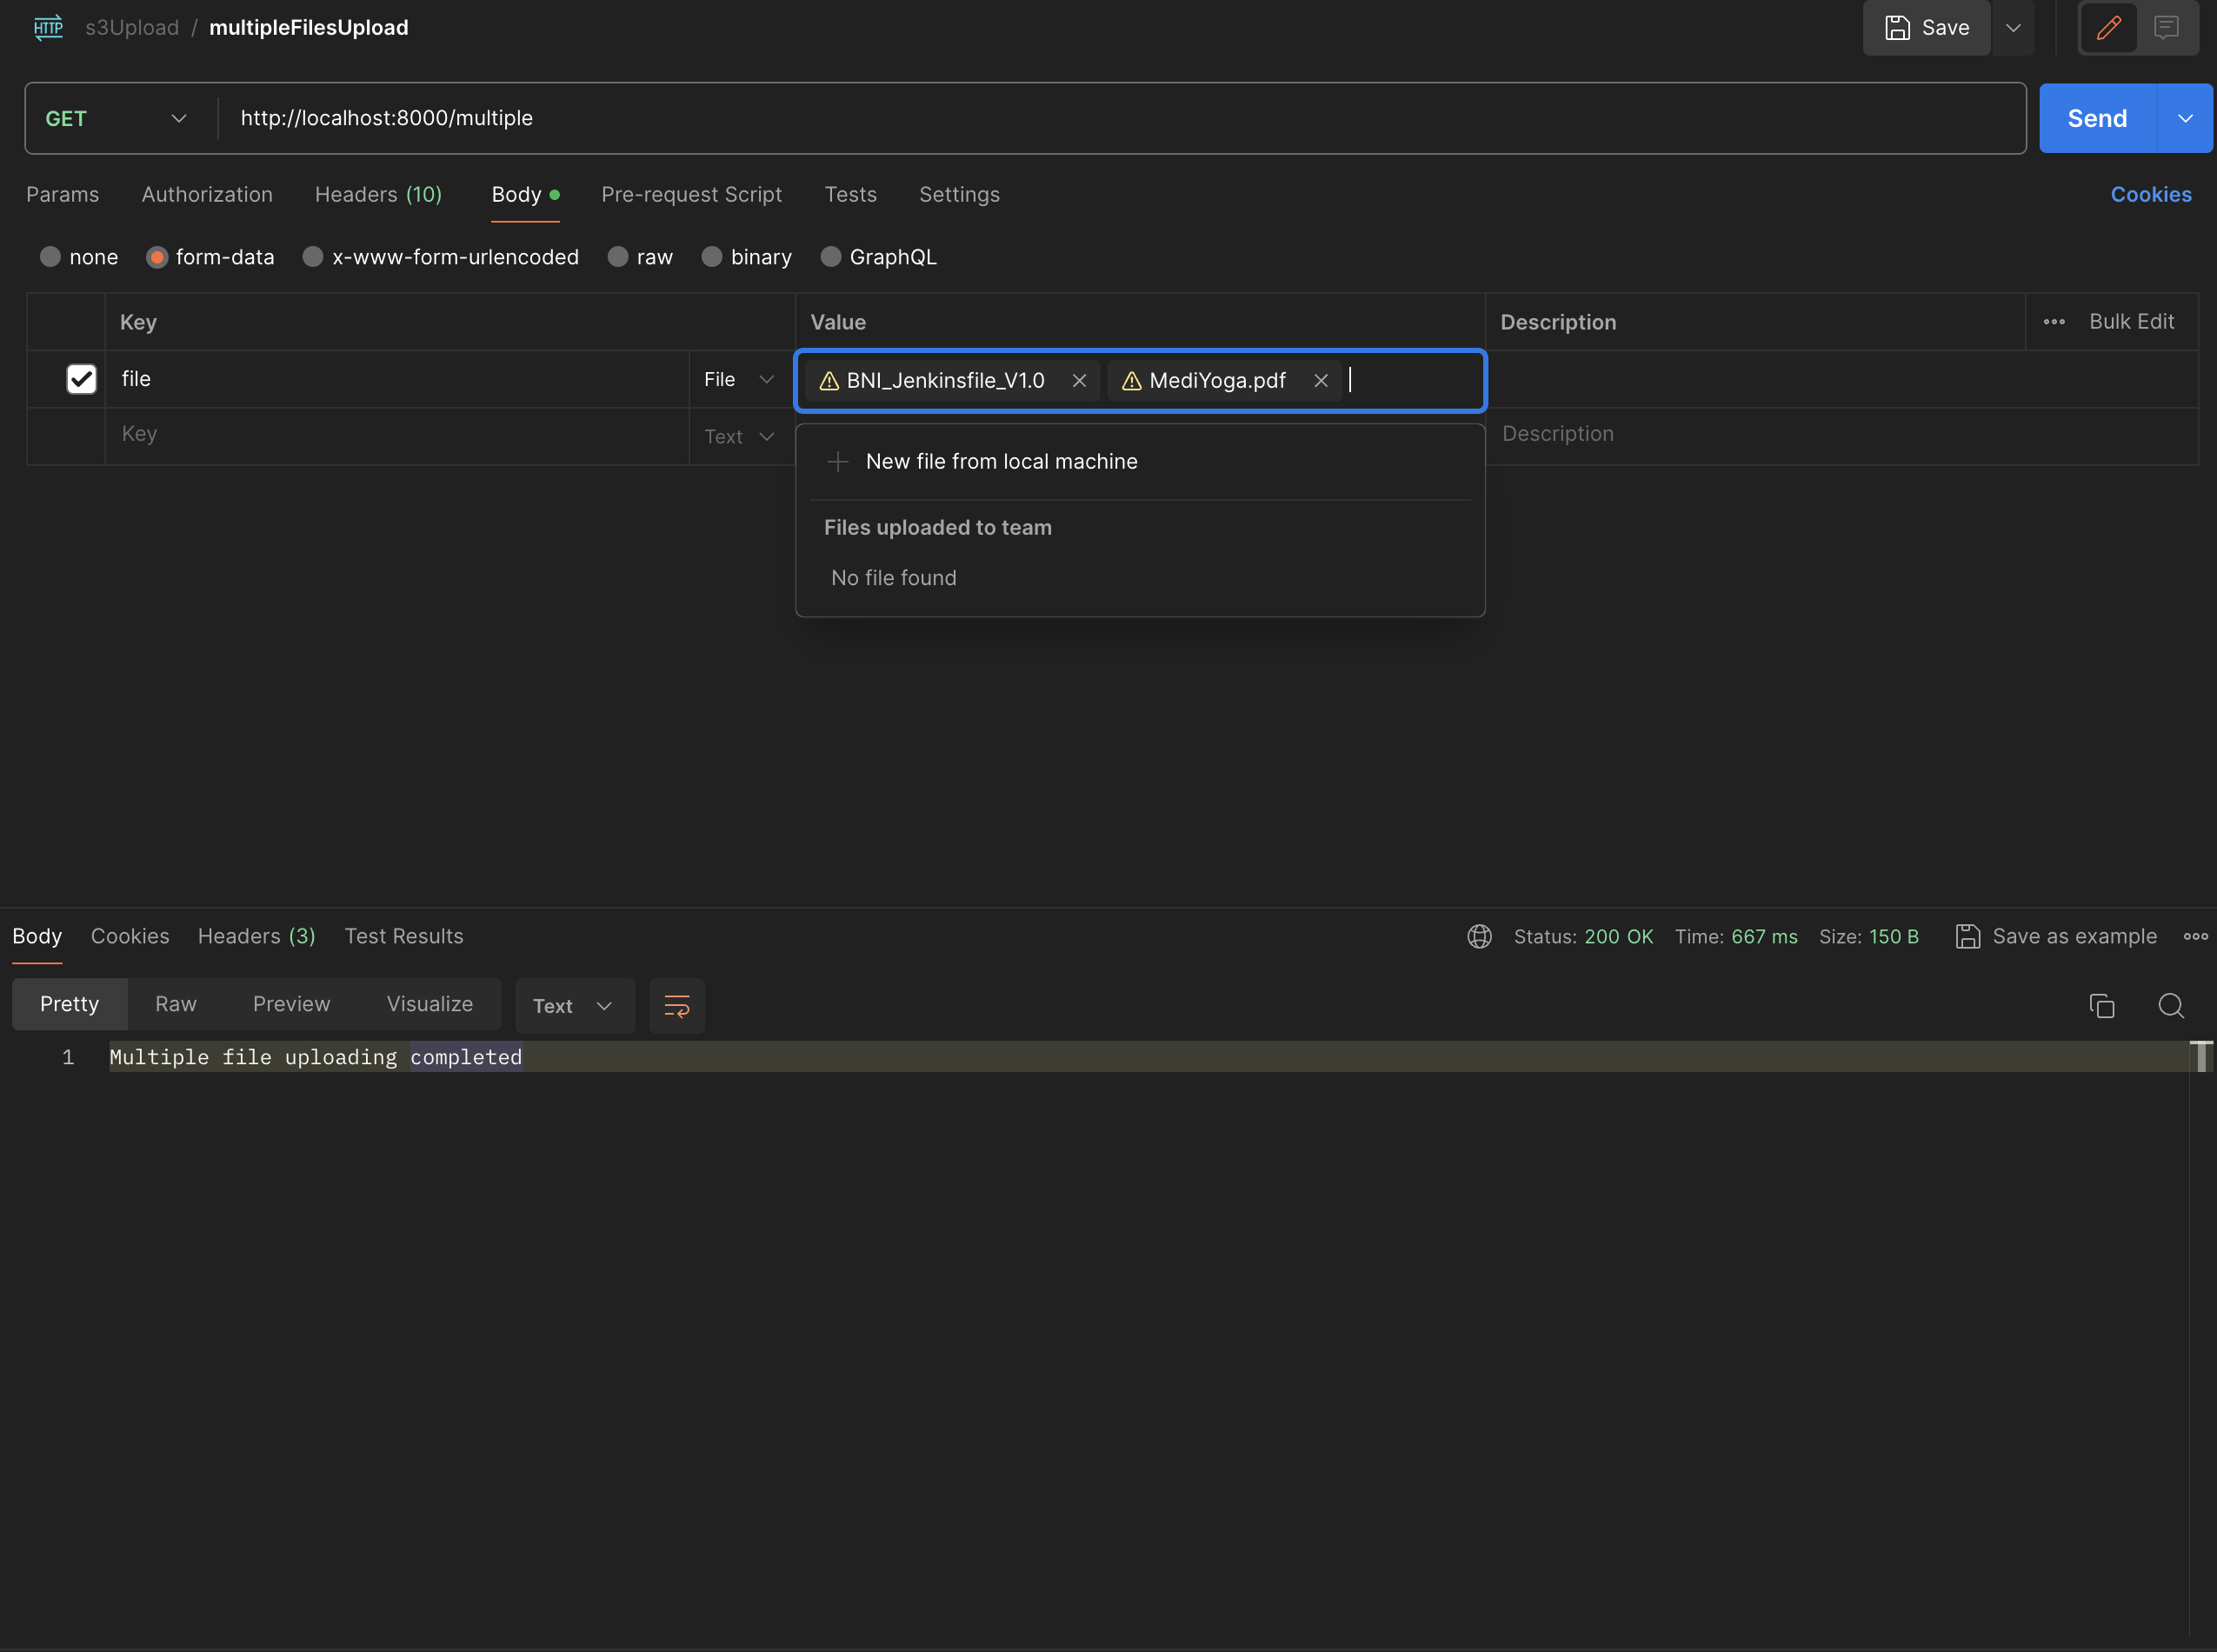 HTTP s3Upload / multipleFilesUpload Save
GET http://localhost:8000/multiple Send
Params Authorization Headers (10) Body Pre-request Script Tests Settings Cookies
none form-data x-www-form-urlencoded raw binary GraphQL
Key Value Description Bulk Edit
file File BNI_Jenkinsfile_V1.0 MediYoga.pdf
Key Text Description
New file from local machine
Files uploaded to team
No file found
Body Cookies Headers (3) Test Results Status: 200 OK Time: 667 ms Size: 150 B Save as example
Pretty Raw Preview Visualize Text
1 Multiple file uploading completed